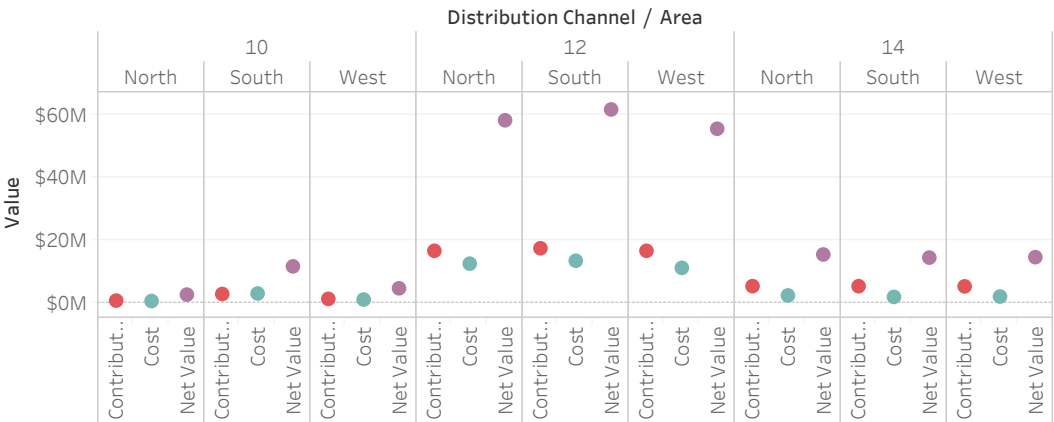 Distribution Channel / Area
10 12 14
North South West North South West North South West
$60M
$40M
$20M
$0M
Value
Contribut.. Cost Net Value Contribut.. Cost Net Value Contribut.. Cost Net Value Contribut.. Cost Net Value Contribut.. Cost Net Value Contribut.. Cost Net Value Contribut.. Cost Net Value Contribut.. Cost Net Value Contribut.. Cost Net Value